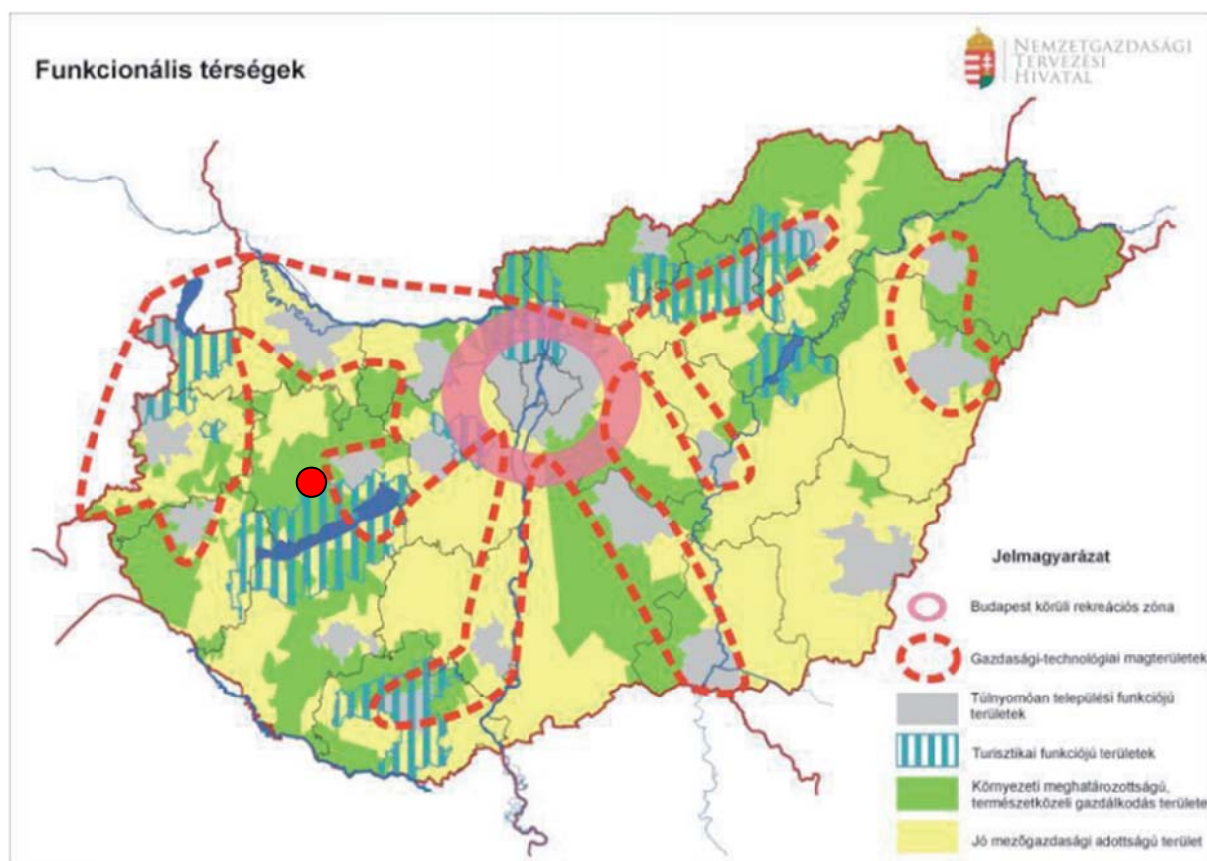 Funkcionális térségek
NEMZETGAZDASÁGI
TERVEZÉSI
HIVATAL
Jelmagyarázat
Budapest körüli rekreációs zóna
Gazdasági-technológiai magterületek
Túlnyomóan települési funkciójú
területek
Turisztikai funkciójú területek
Környezeti meghatározottságú,
természetközeli gazdálkodás területe
Jó mezőgazdasági adottságú terület